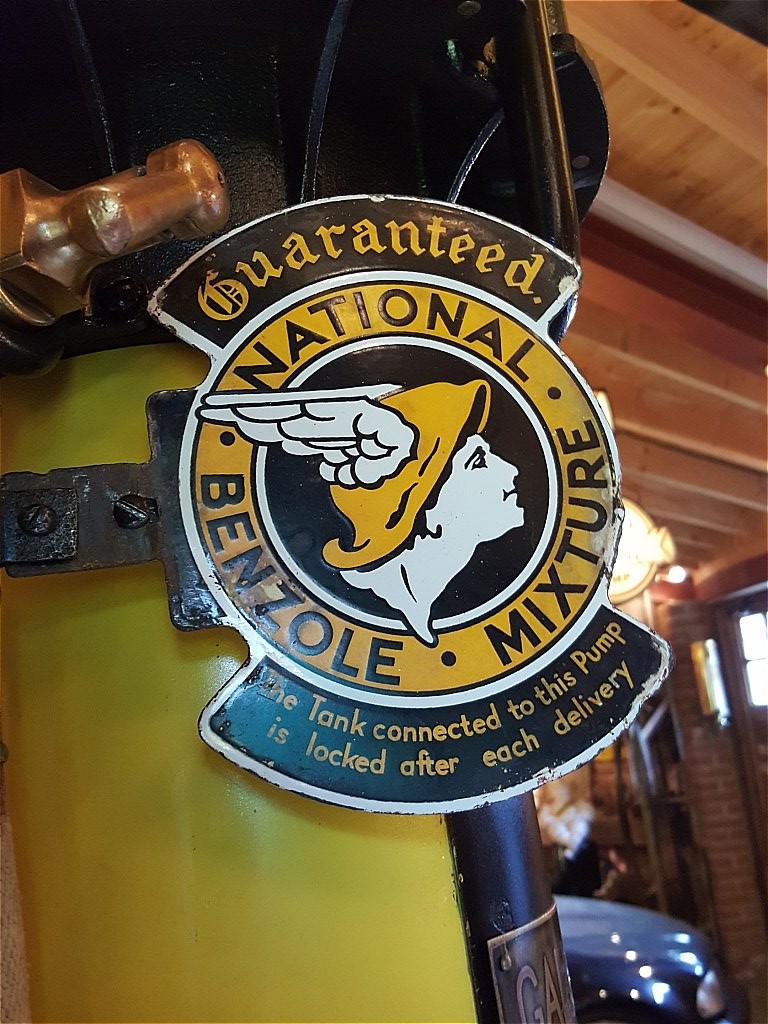 Guaranteed.
NATIONAL
BENZOLE • MIXTURE
The Tank connected to this Pump
is locked after each delivery